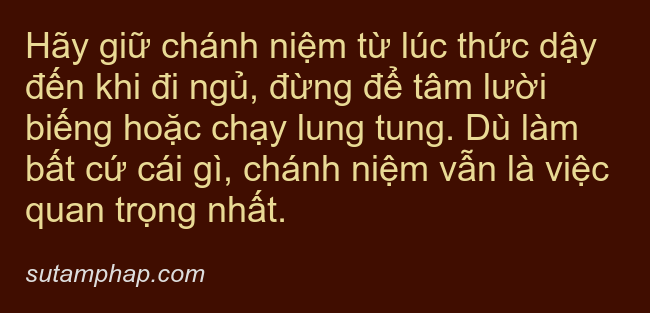 Hãy giữ chánh niệm từ lúc thức dậy
đến khi đi ngủ, đừng để tâm lười
biếng hoặc chạy lung tung. Dù làm
bất cứ cái gì, chánh niệm vẫn là việc
quan trọng nhất.
sutamphap.com